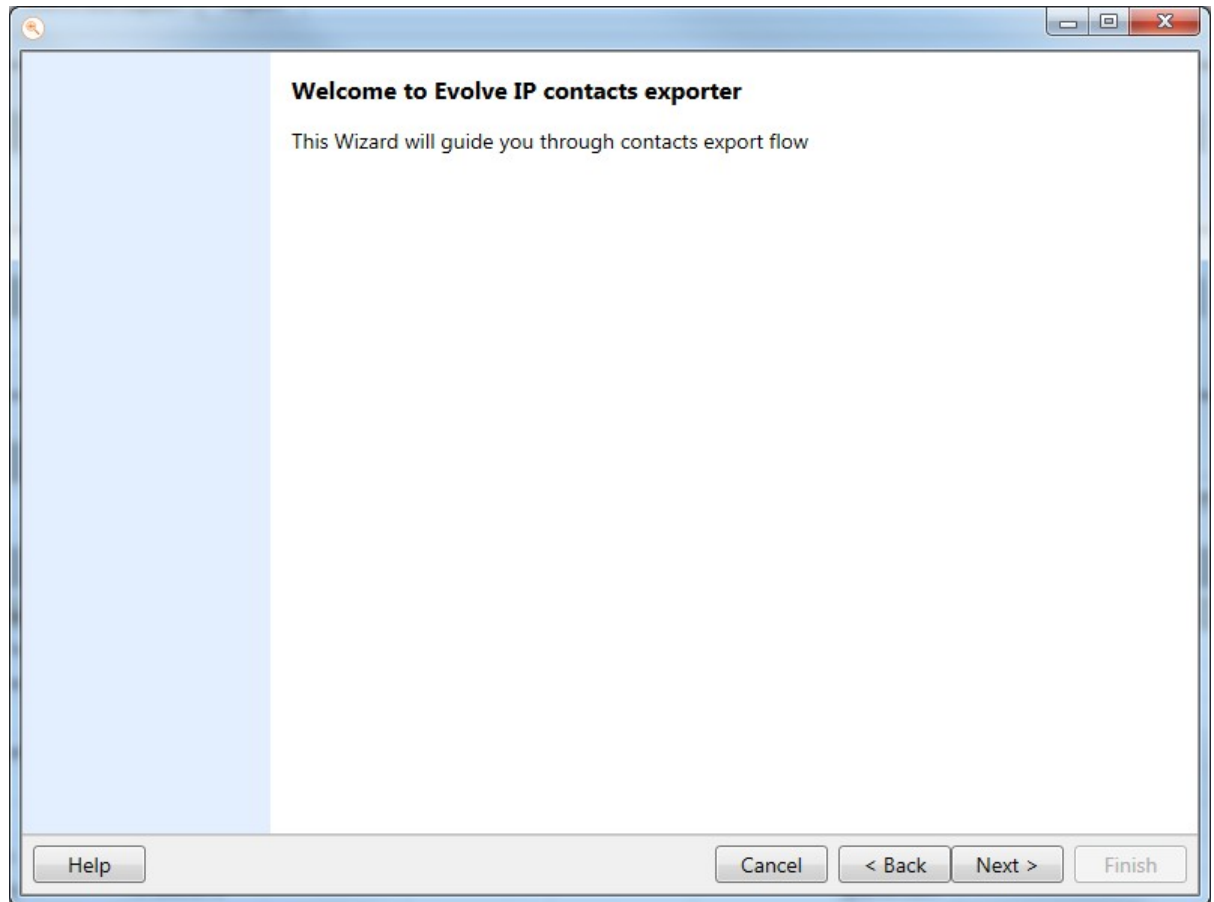 Welcome to Evolve IP contacts exporter
This Wizard will guide you through contacts export flow
Help
Cancel
< Back
Next >
Finish